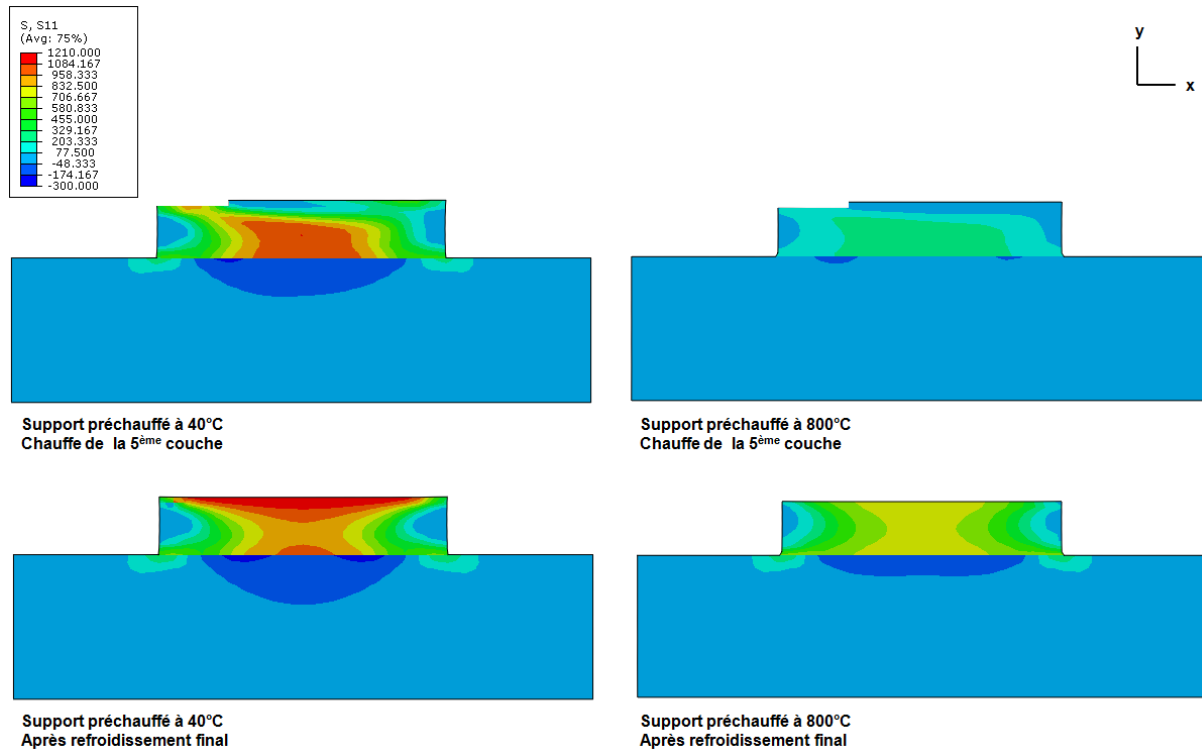 S, S11
(Avg: 75%)
1210.000
1084.167
958.333
832.500
706.667
580.833
455.000
329.167
203.333
77.500
-48.333
-174.167
-300.000
y
x
Support préchauffé à 40°C
Chauffe de la 5ème couche
Support préchauffé à 800°C
Chauffe de la 5ème couche
Support préchauffé à 40°C
Après refroidissement final
Support préchauffé à 800°C
Après refroidissement final